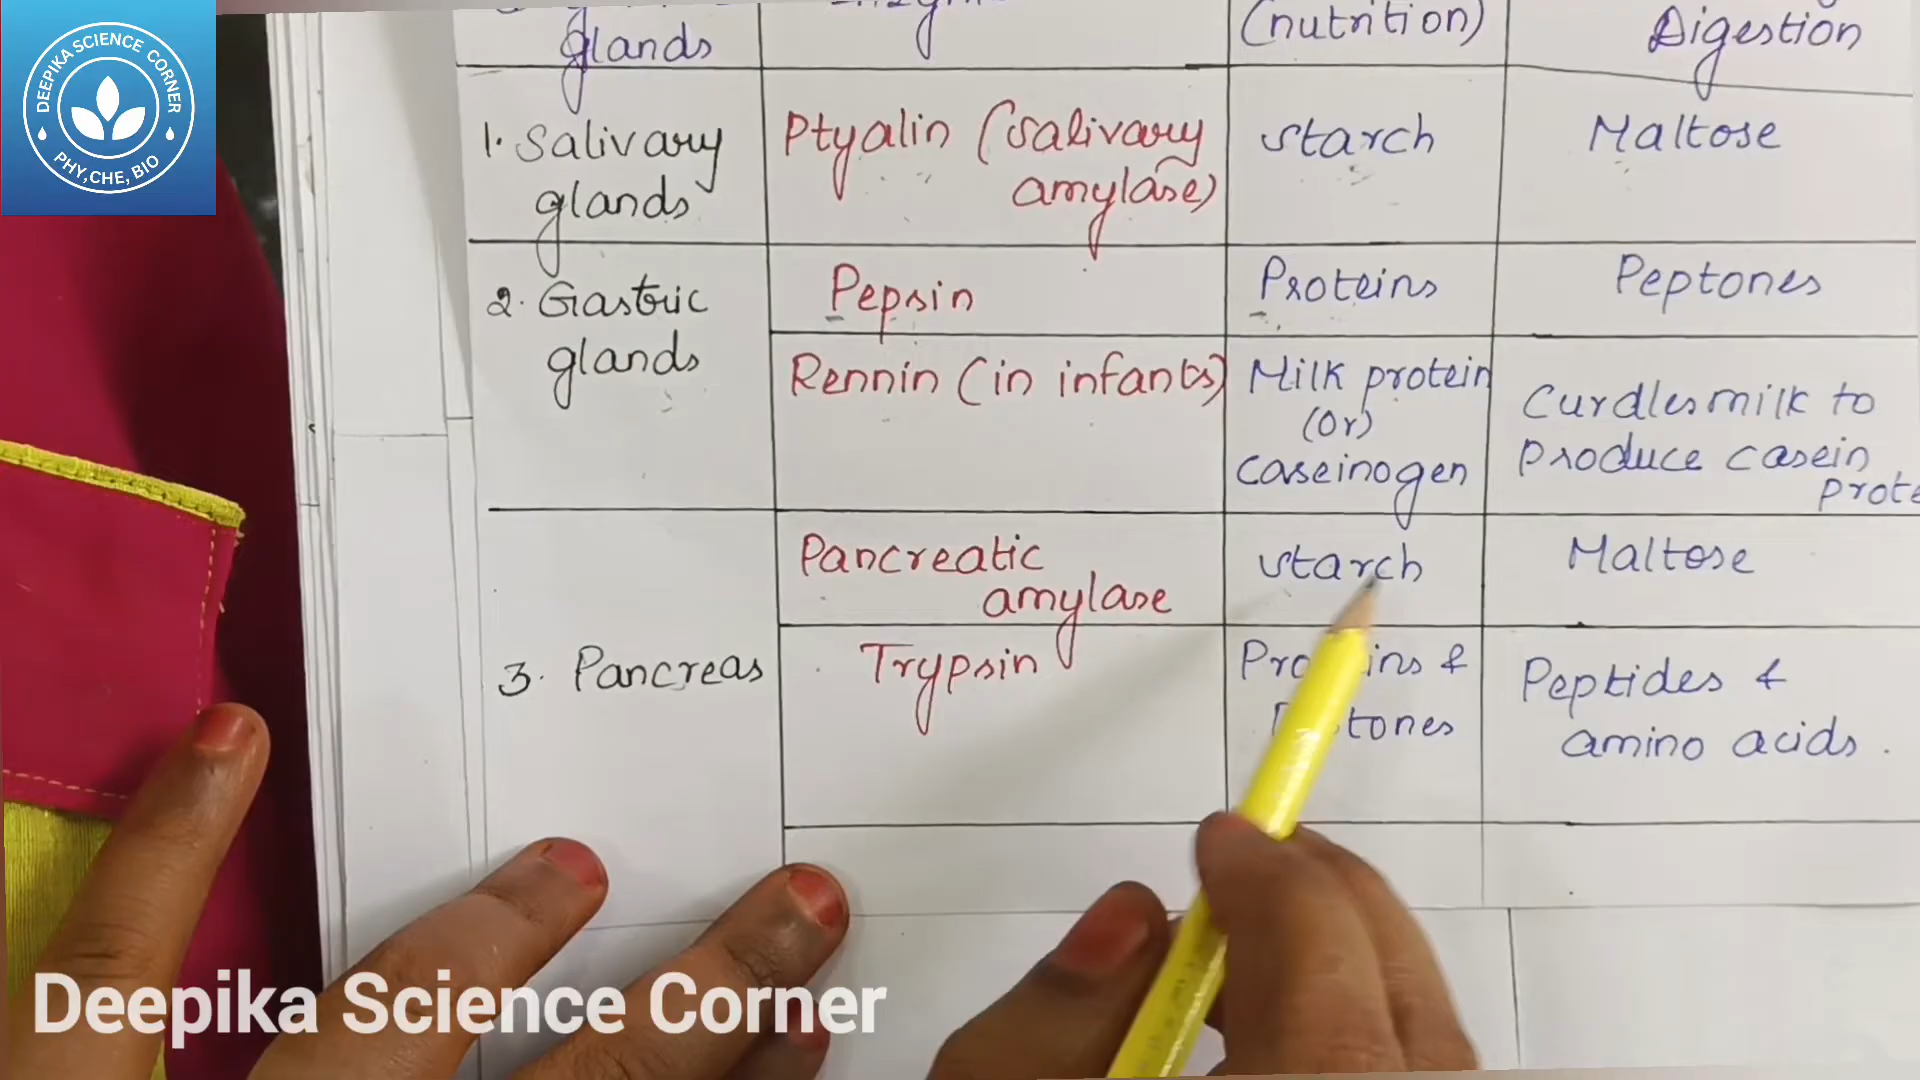 DEEPIKA SCIENCE CORNER
PHY,CHE, BIO
glands
(nutrition)
Digestion
1. Salivary
glands
Ptyalin (salivary
amylase)
starch
Maltose
2. Gastric
glands
Pepsin
Proteins
Peptones
Rennin (in infants)
Milk protein
(Or)
caseinogen
Curdles milk to
produce casein
prote
3. Pancreas
Pancreatic
amylase
starch
Maltose
Trypsin
&
Peptides &
amino acids.
Deepika Science Corner